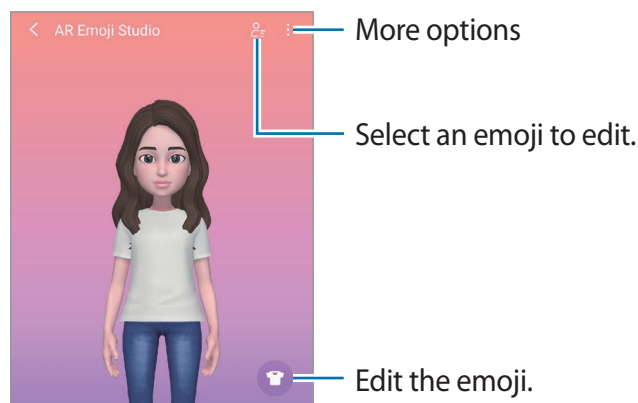 AR Emoji Studio
More options
Select an emoji to edit.
Edit the emoji.